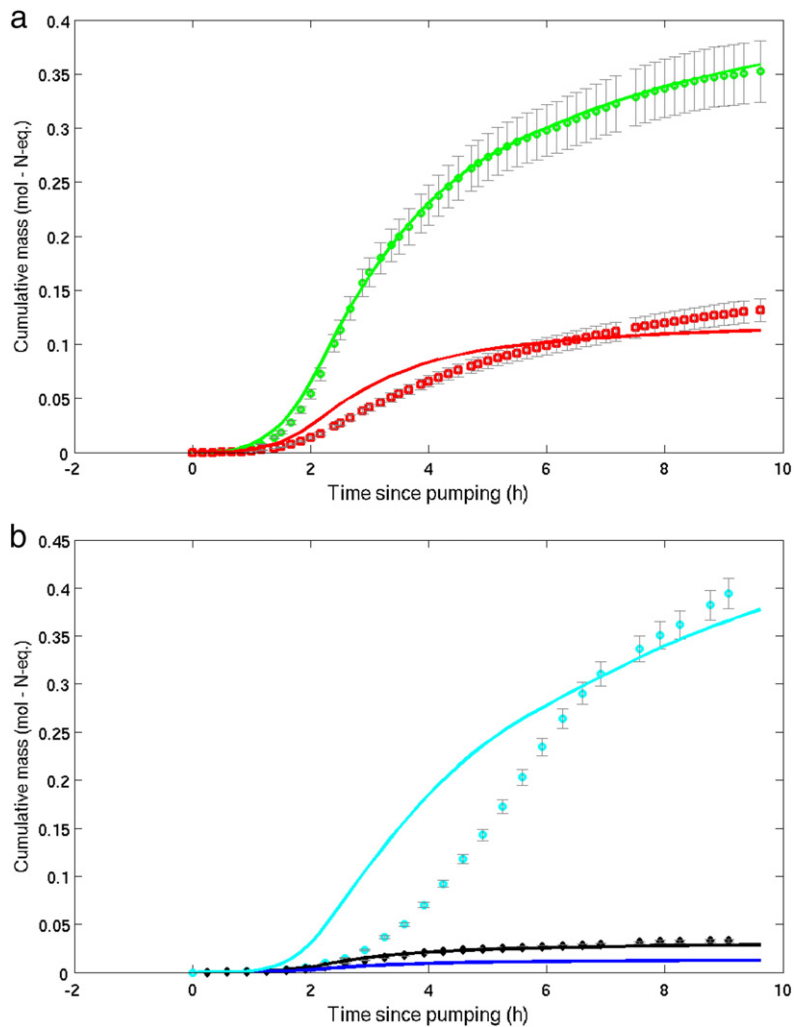 a
0.4
0.35
0.3
0.25
0.2
0.15
0.1
0.05
0
Cumulative mass (mol - N-eq.)
-2 0 2 4 6 8 10
Time since pumping (h)
b
0.45
0.4
0.35
0.3
0.25
0.2
0.15
0.1
0.05
0
Cumulative mass (mol - N-eq.)
-2 0 2 4 6 8 10
Time since pumping (h)